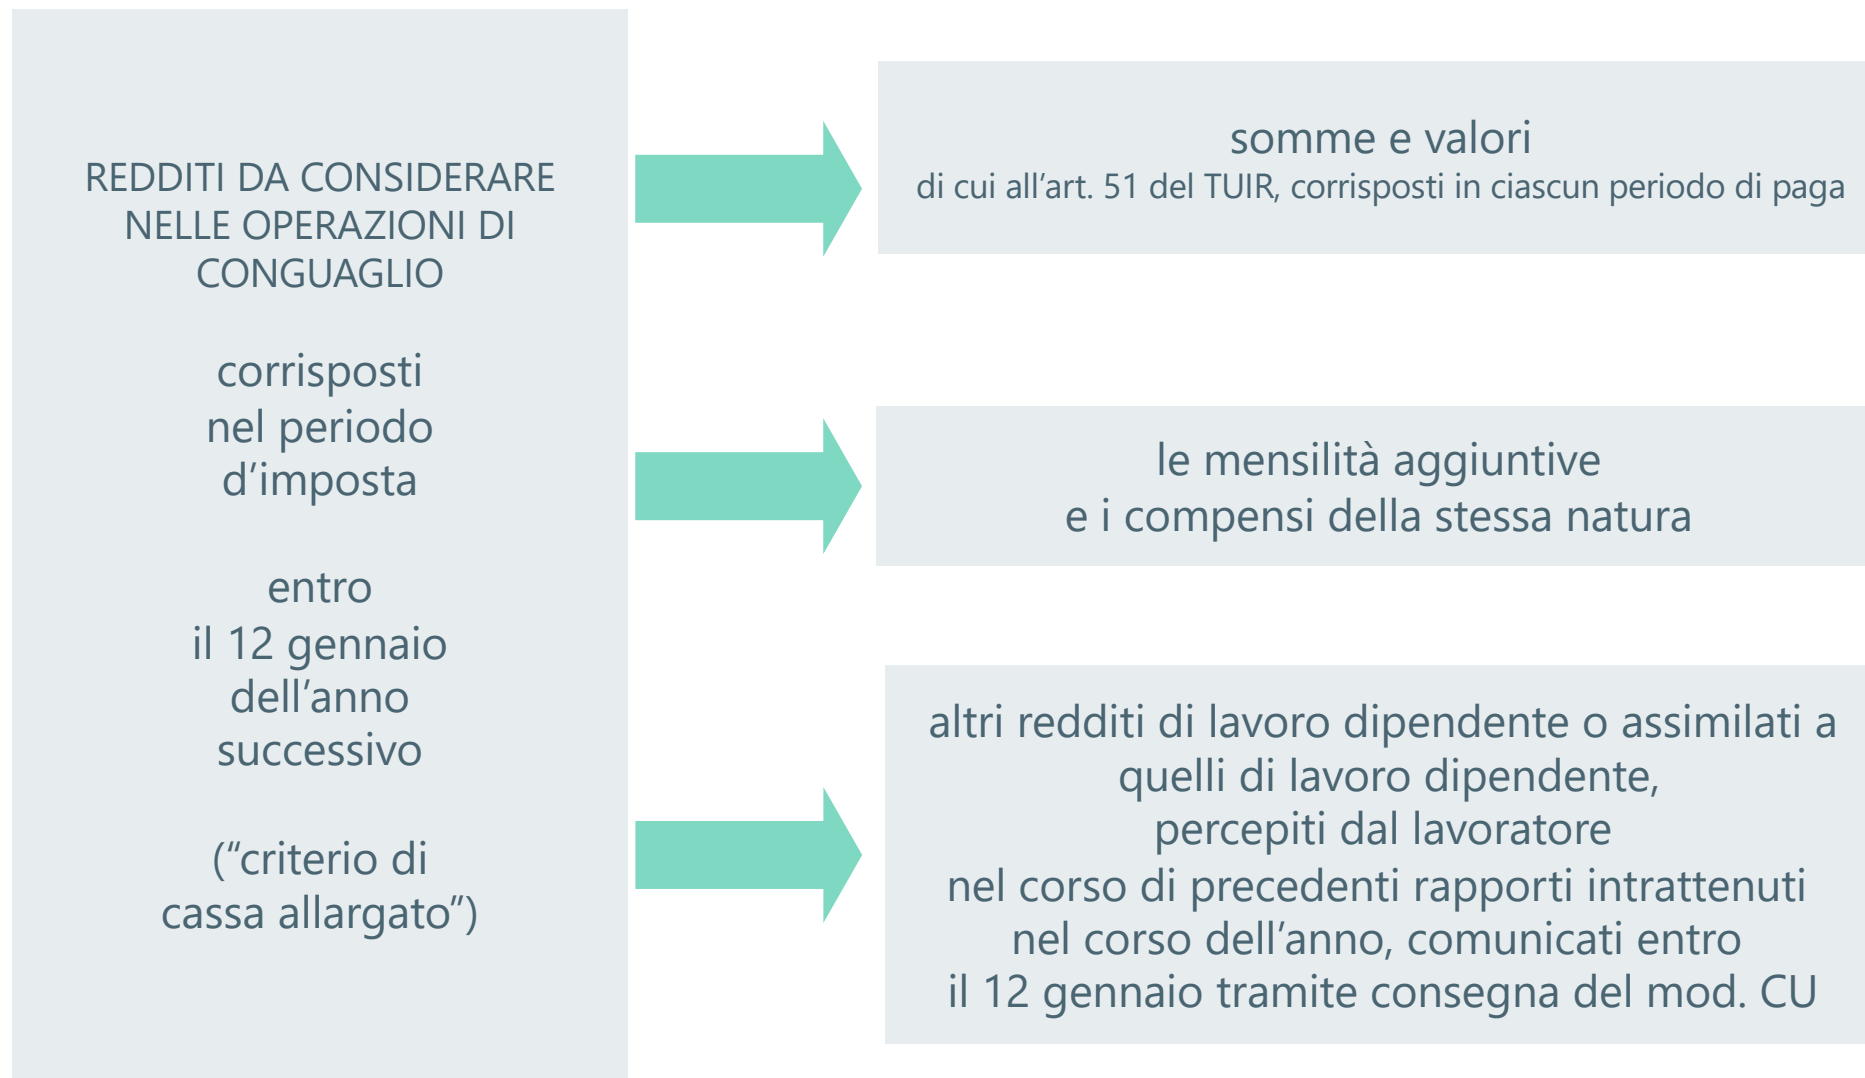 REDDITI DA CONSIDERARE
NELLE OPERAZIONI DI
CONGUAGLIO
corrisposti
nel periodo
d’imposta
entro
il 12 gennaio
dell’anno
successivo
(“criterio di
cassa allargato”)
somme e valori
di cui all’art. 51 del TUIR, corrisposti in ciascun periodo di paga
le mensilità aggiuntive
e i compensi della stessa natura
altri redditi di lavoro dipendente o assimilati a
quelli di lavoro dipendente,
percepiti dal lavoratore
nel corso di precedenti rapporti intrattenuti
nel corso dell’anno, comunicati entro
il 12 gennaio tramite consegna del mod. CU